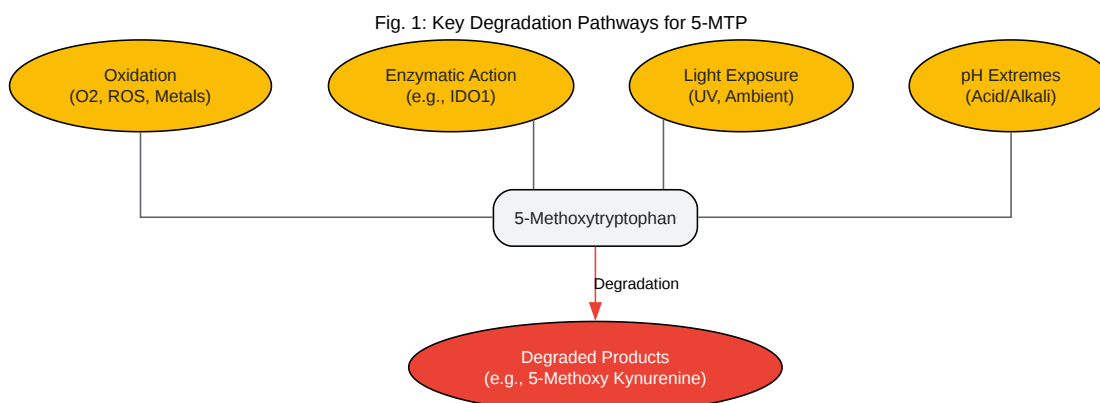 Fig. 1: Key Degradation Pathways for 5-MTP
Oxidation
(O2, ROS, Metals)
Enzymatic Action
(e.g., IDO1)
Light Exposure
(UV, Ambient)
pH Extremes
(Acid/Alkali)
5-Methoxytryptophan
Degradation
Degraded Products
(e.g., 5-Methoxy Kynurenine)